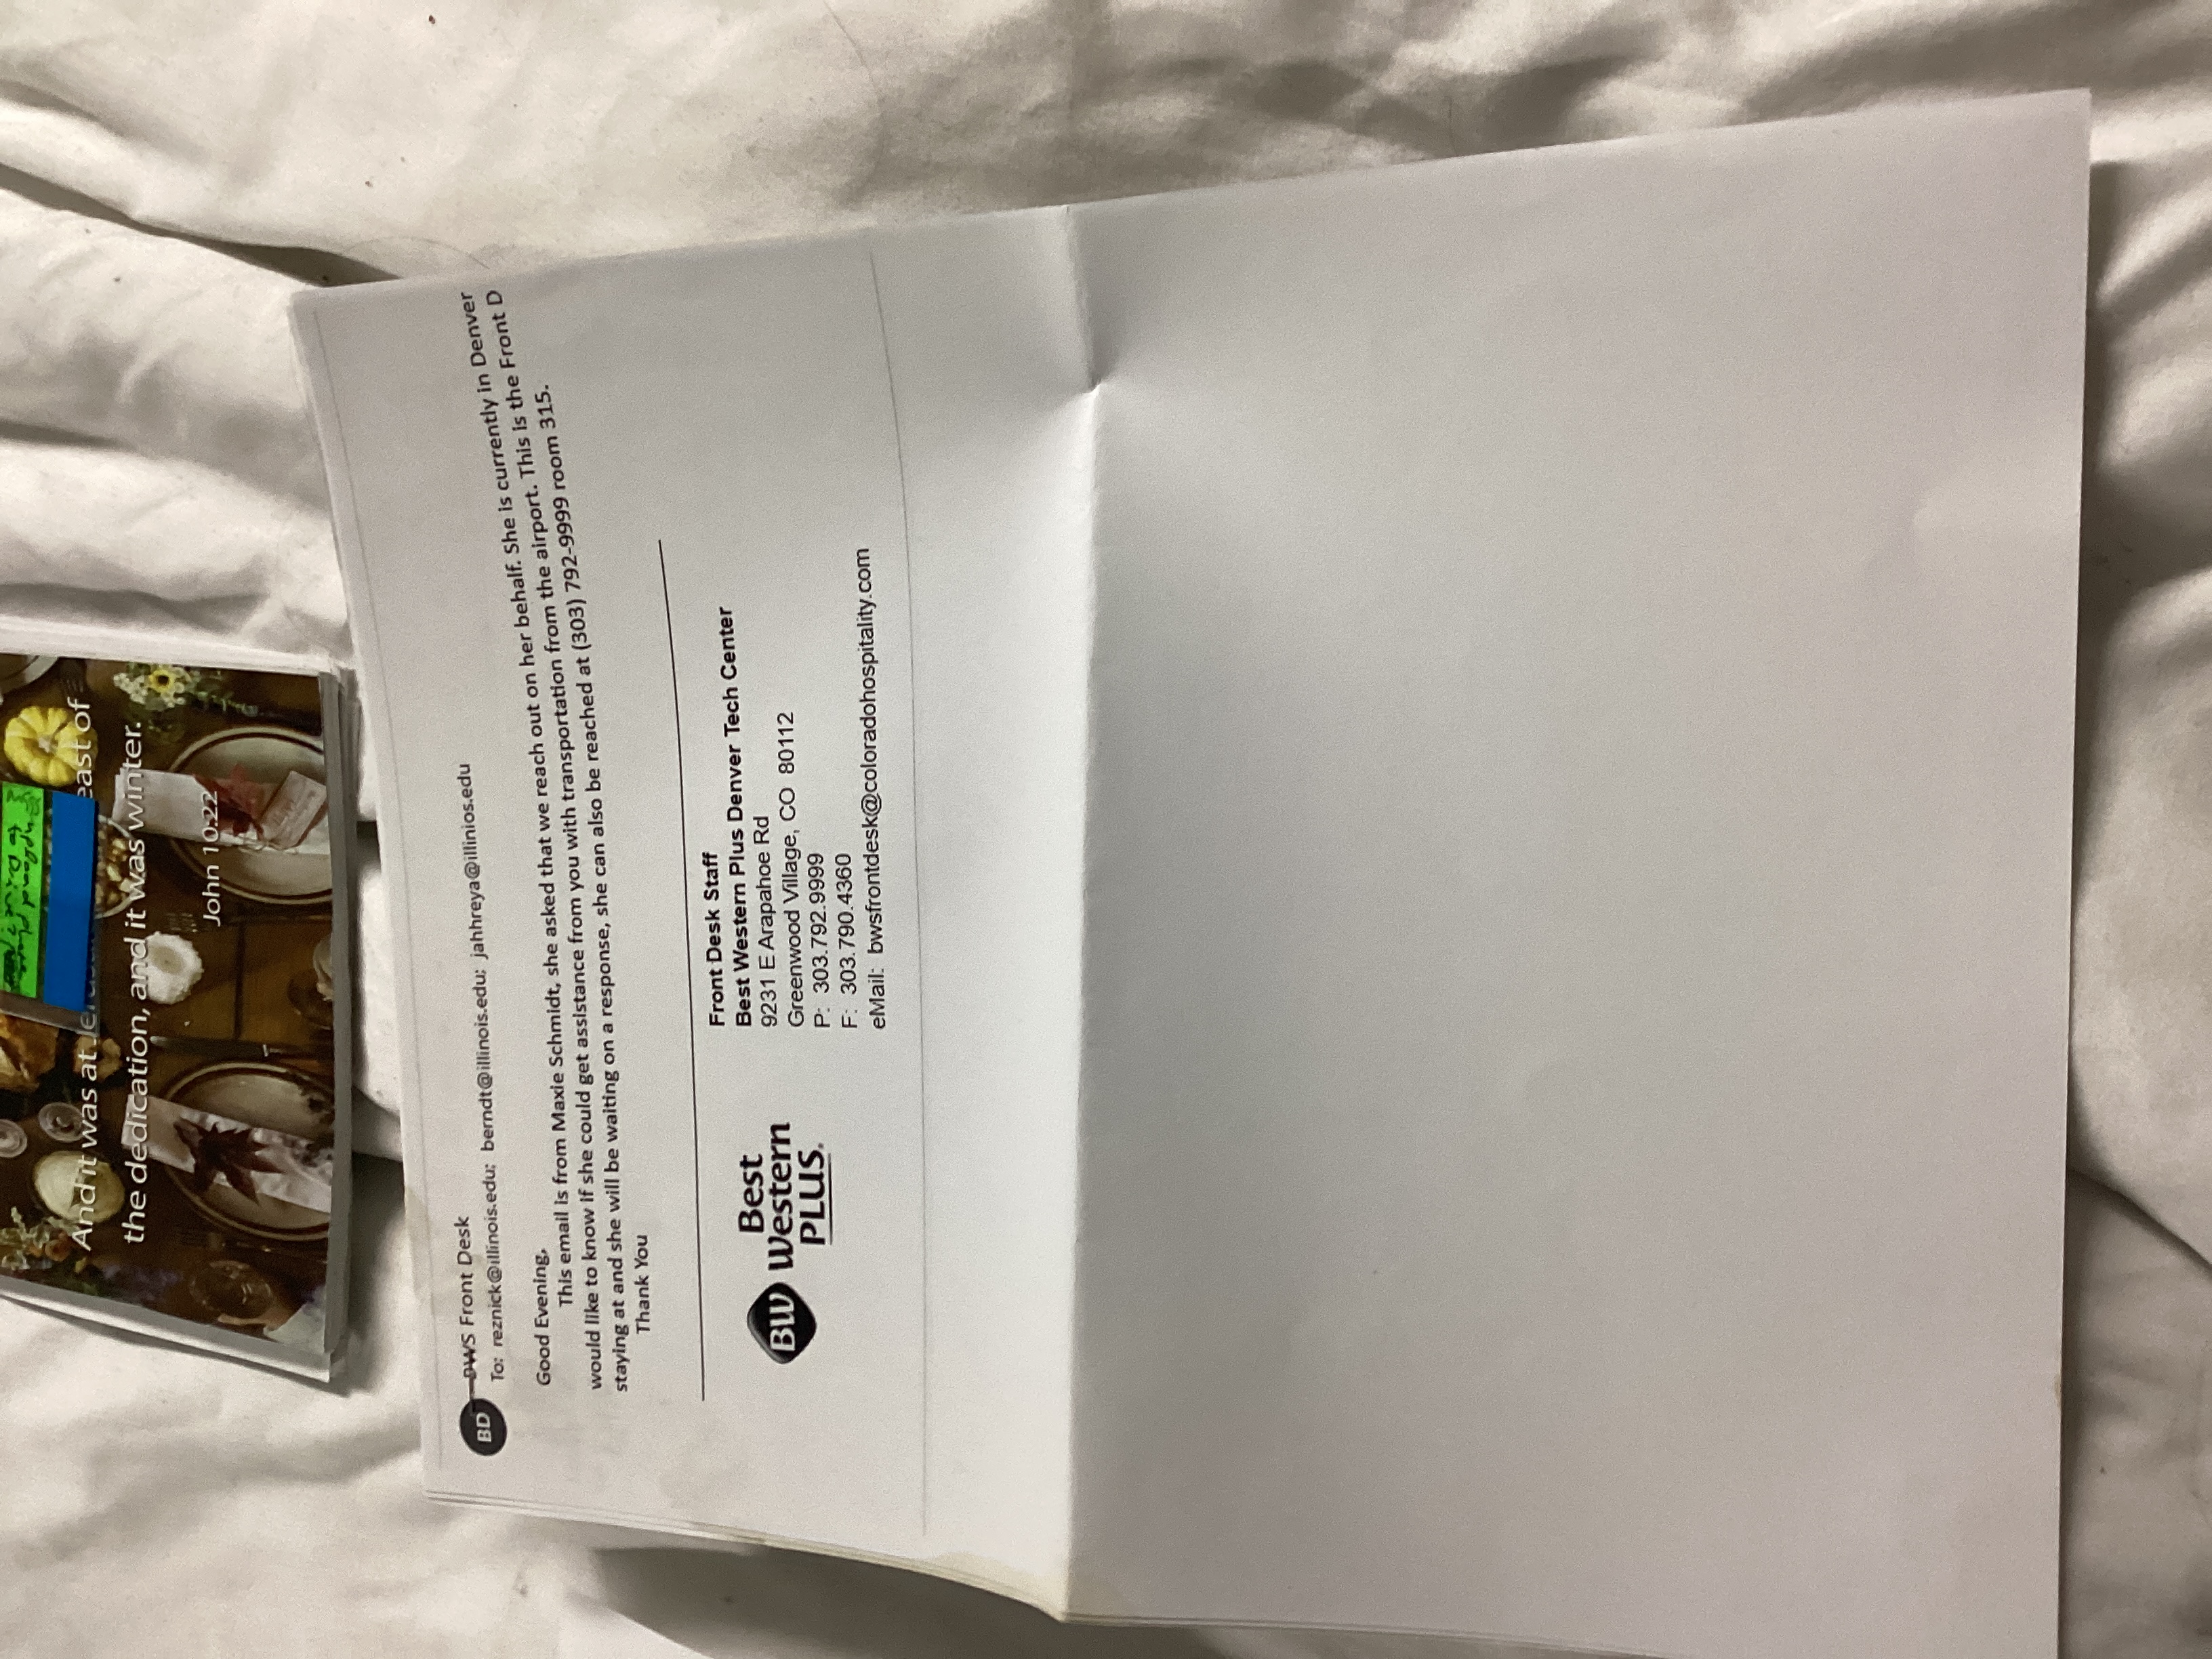 upload phone
to Drive?
And it was at east of
the dedication, and it was winter.
John 10:22
BD
BWS Front Desk
To: reznick@illinois.edu; berndt@illinois.edu; jahhreya@illinios.edu
Good Evening,
This email is from Maxie Schmidt, she asked that we reach out on her behalf. She is currently in Denver
would like to know if she could get assistance from you with transportation from the airport. This is the Front D
staying at and she will be waiting on a response, she can also be reached at (303) 792-9999 room 315.
Thank You
BW
Best
Western
PLUS.
Front Desk Staff
Best Western Plus Denver Tech Center
9231 E Arapahoe Rd
Greenwood Village, CO 80112
P: 303.792.9999
F: 303.790.4360
eMail: bwsfrontdesk@coloradohospitality.com